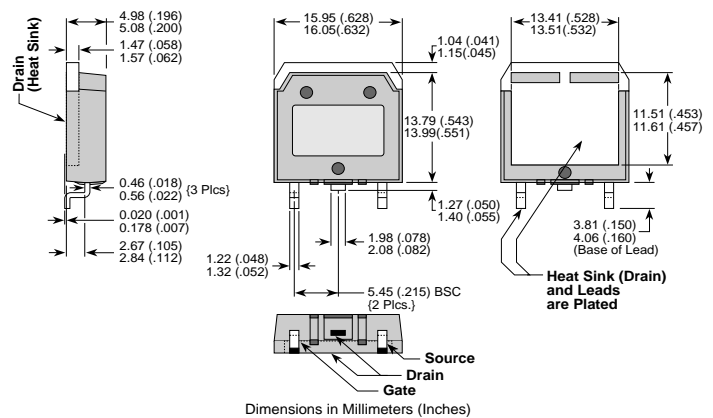 4.98 (.196)
5.08 (.200)
1.47 (.058)
1.57 (.062)
Drain
(Heat Sink)
15.95 (.628)
16.05(.632)
1.04 (.041)
1.15(.045)
13.41 (.528)
13.51(.532)
13.79 (.543)
13.99(.551)
11.51 (.453)
11.61 (.457)
0.46 (.018)
0.56 (.022)
{3 Plcs}
0.020 (.001)
0.178 (.007)
2.67 (.105)
2.84 (.112)
1.27 (.050)
1.40 (.055)
1.22 (.048)
1.32 (.052)
1.98 (.078)
2.08 (.082)
5.45 (.215) BSC
{2 Plcs.}
3.81 (.150)
4.06 (.160)
(Base of Lead)
Heat Sink (Drain)
and Leads
are Plated
Source
Drain
Gate
Dimensions in Millimeters (Inches)